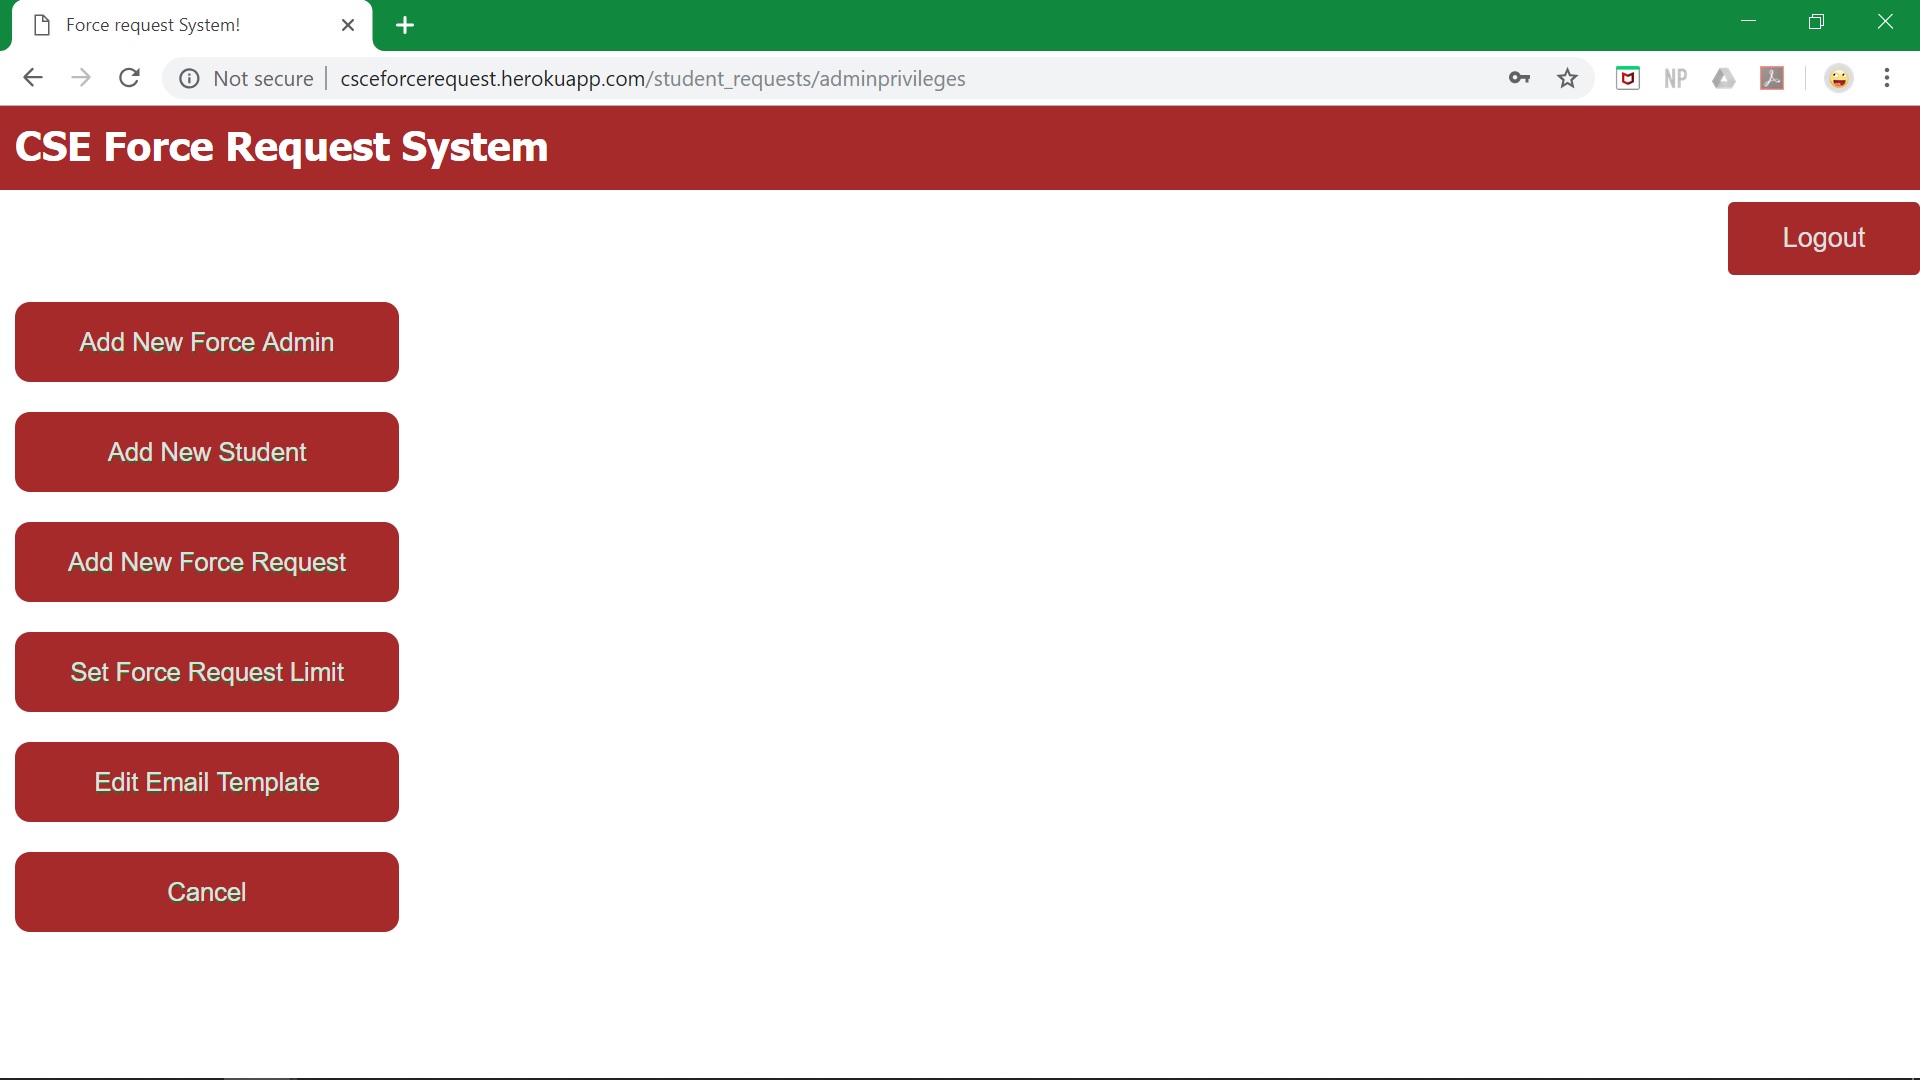 Force request System!
Not secure | csceforcerequest.herokuapp.com/student_requests/adminprivileges
NP
CSE Force Request System
Logout
Add New Force Admin
Add New Student
Add New Force Request
Set Force Request Limit
Edit Email Template
Cancel